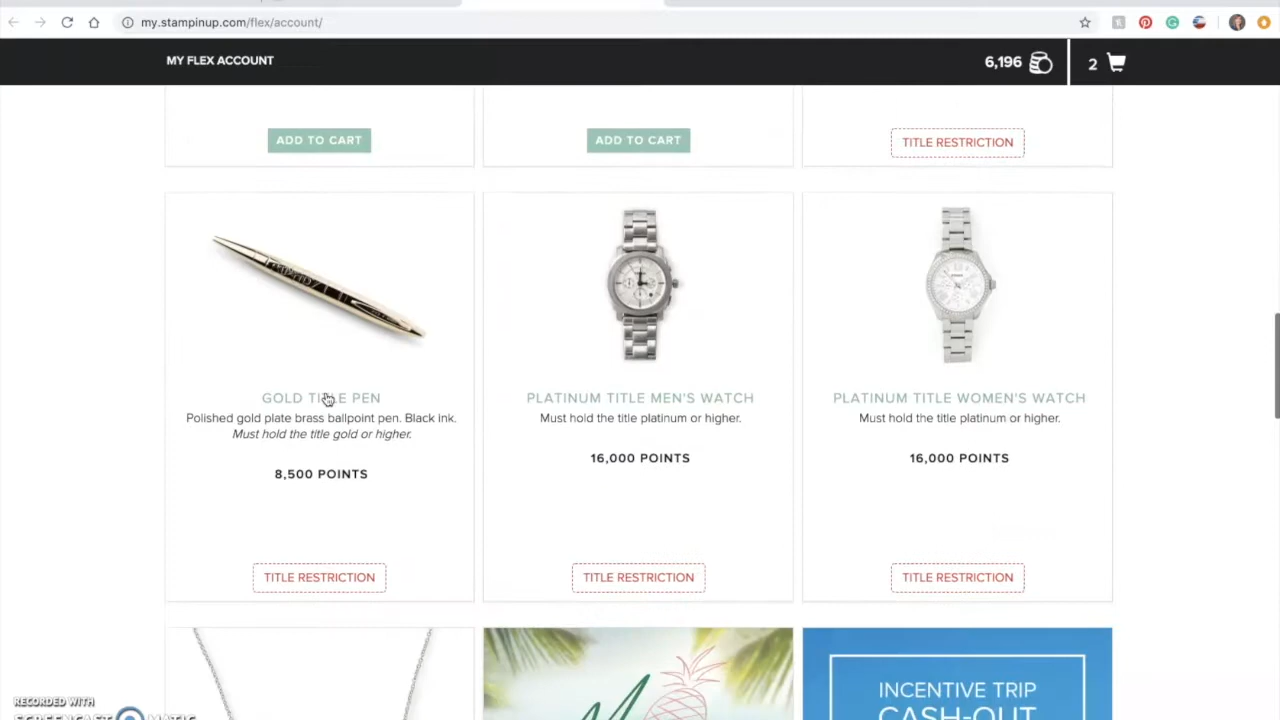 my.stampinup.com/flex/account/
MY FLEX ACCOUNT
6,196
2
ADD TO CART
ADD TO CART
TITLE RESTRICTION
GOLD TITLE PEN
Polished gold plate brass ballpoint pen. Black ink.
Must hold the title gold or higher.
8,500 POINTS
TITLE RESTRICTION
PLATINUM TITLE MEN'S WATCH
Must hold the title platinum or higher.
16,000 POINTS
TITLE RESTRICTION
PLATINUM TITLE WOMEN'S WATCH
Must hold the title platinum or higher.
16,000 POINTS
TITLE RESTRICTION
INCENTIVE TRIP
CASH-OUT
RECORDED WITH
SCREENCAST MATIC